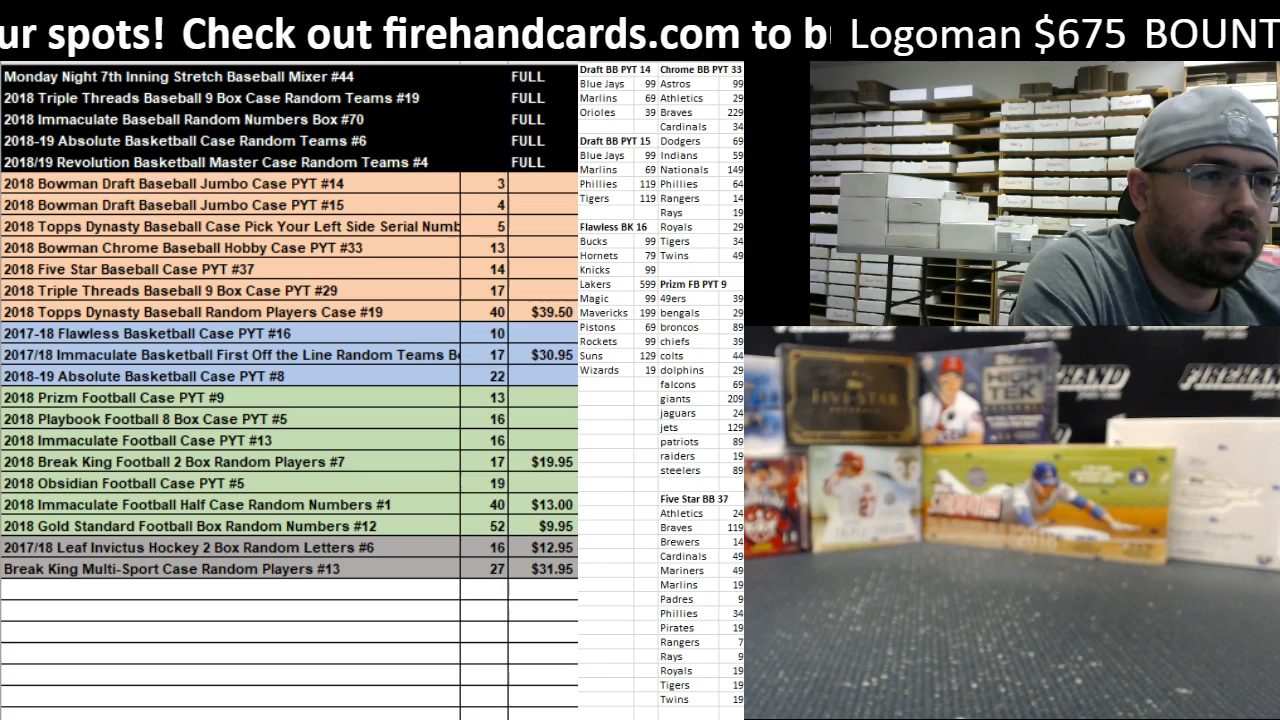 ur spots! Check out firehandcards.com to b
Logoman $675 BOUNT
Monday Night 7th Inning Stretch Baseball Mixer #44 FULL
2018 Triple Threads Baseball 9 Box Case Random Teams #19 FULL
2018 Immaculate Baseball Random Numbers Box #70 FULL
2018-19 Absolute Basketball Random Teams #6 FULL
2018/19 Revolution Basketball Master Case Random Teams #4 FULL
2018 Bowman Draft Baseball Jumbo Case PYT #14 3
2018 Bowman Draft Baseball Jumbo Case PYT #15 4
2018 Topps Dynasty Baseball Case Pick Your Left Side Serial Numb 5
2018 Bowman Chrome Baseball Hobby Case PYT #33 13
2018 Five Star Baseball Case PYT #37 14
2018 Triple Threads Baseball 9 Box Case PYT #29 17
2018 Topps Dynasty Baseball Random Players Case #19 40 $39.50
2017-18 Flawless Basketball Case PYT #16 10
2017/18 Immaculate Basketball First Off the Line Random Teams Bo 17 $30.95
2018-19 Absolute Basketball Case PYT #8 22
2018 Prizm Football Case PYT #9 13
2018 Playbook Football 8 Box Case PYT #5 16
2018 Immaculate Football Case PYT #13 16
2018 Break King Football 2 Box Random Players #7 17 $19.95
2018 Obsidian Football Case PYT #5 19
2018 Immaculate Football Half Case Random Numbers #1 40 $13.00
2018 Gold Standard Football Box Random Numbers #12 52 $9.95
2017/18 Leaf Invictus Hockey 2 Box Random Letters #6 16 $12.95
Break King Multi-Sport Case Random Players #13 27 $31.95
Draft BB PYT 14
Blue Jays 99
Marlins 69
Orioles 39
Draft BB PYT 15
Blue Jays 99
Marlins 69
Phillies 119
Tigers 119
Flawless BK 16
Bucks 99
Hornets 79
Knicks 99
Lakers 599
Magic 99
Mavericks 199
Pistons 69
Rockets 99
Suns 129
Wizards 19
Chrome BB PYT 33
Astros 99
Athletics 29
Braves 229
Cardinals 34
Dodgers 69
Indians 59
Nationals 149
Phillies 64
Rangers 14
Rays 19
Royals 29
Tigers 34
Twins 49
Prizm FB PYT 9
49ers 39
bengals 29
broncos 89
chiefs 39
colts 44
dolphins 29
falcons 69
giants 209
jaguars 24
jets 129
patriots 89
raiders 19
steelers 89
Five Star BB 37
Athletics 24
Braves 119
Brewers 14
Cardinals 49
Mariners 49
Marlins 19
Padres 9
Phillies 34
Pirates 19
Rangers 7
Rays 9
Royals 19
Tigers 19
Twins 19
FIVE STAR
HIGH TEK
FIREHAND